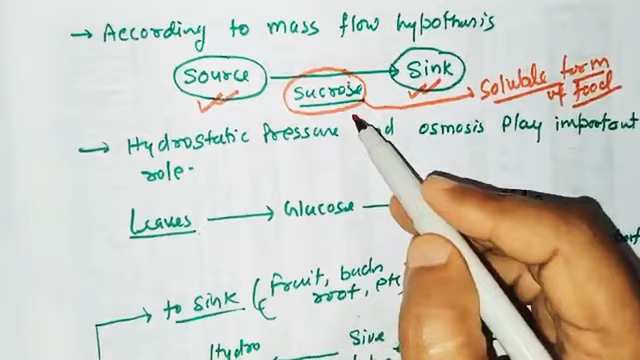 → According to mass flow hypothesis
Source → Sink
Sucrose → Soluble form
of Food
→ Hydrostatic Pressure osmosis Play important
role.
Leaves → Glucose
to Sink ( Fruit, buds
root, etc
Hydro